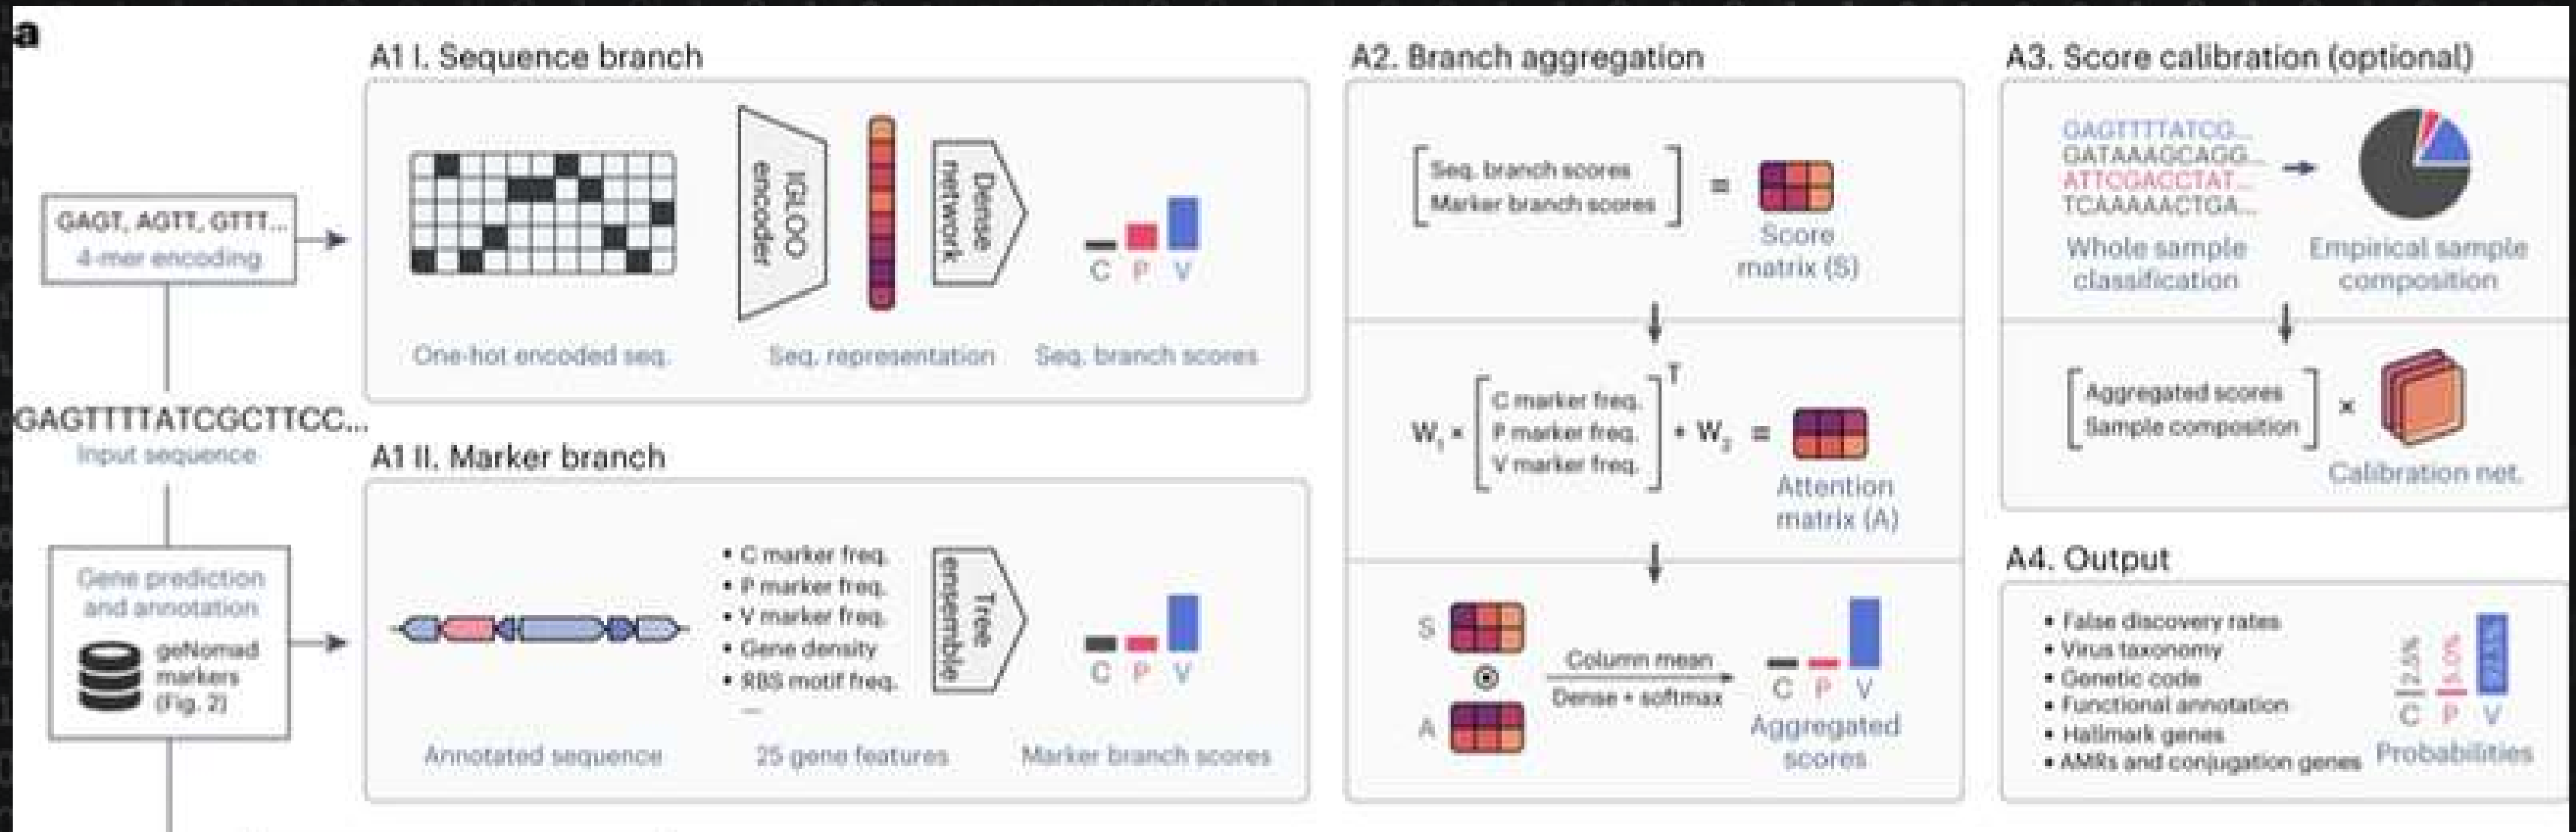 a
A1 I. Sequence branch
GAGT, AGTT, GTTT...
4-mer encoding
IGLOO
encoder
Dense
network
C P V
One-hot encoded seq.
Seq. representation
Seq. branch scores
GAGTTTTATCGCTTCC...
Input sequence
A1 II. Marker branch
Gene prediction
and annotation
geNomad
markers
(Fig. 2)
• C marker freq.
• P marker freq.
• V marker freq.
• Gene density
• RBS motif freq.
...
Tree
ensemble
C P V
Annotated sequence
25 gene features
Marker branch scores
A2. Branch aggregation
Seq. branch scores
Marker branch scores
=
Score
matrix (S)
W1 ×
C marker freq.
P marker freq.
V marker freq.
T
+ W2 =
Attention
matrix (A)
S
A
Column mean
Dense + softmax
C P V
Aggregated
scores
A3. Score calibration (optional)
GAGTTTTATCG...
GATAAAGCAGG...
ATTCGACCTAT...
TCAAAAACTGA...
Whole sample
classification
Empirical sample
composition
Aggregated scores
Sample composition
×
Calibration net.
A4. Output
• False discovery rates
• Virus taxonomy
• Genetic code
• Functional annotation
• Hallmark genes
• AMRs and conjugation genes
2.5% 5.0%
C P V
Probabilities